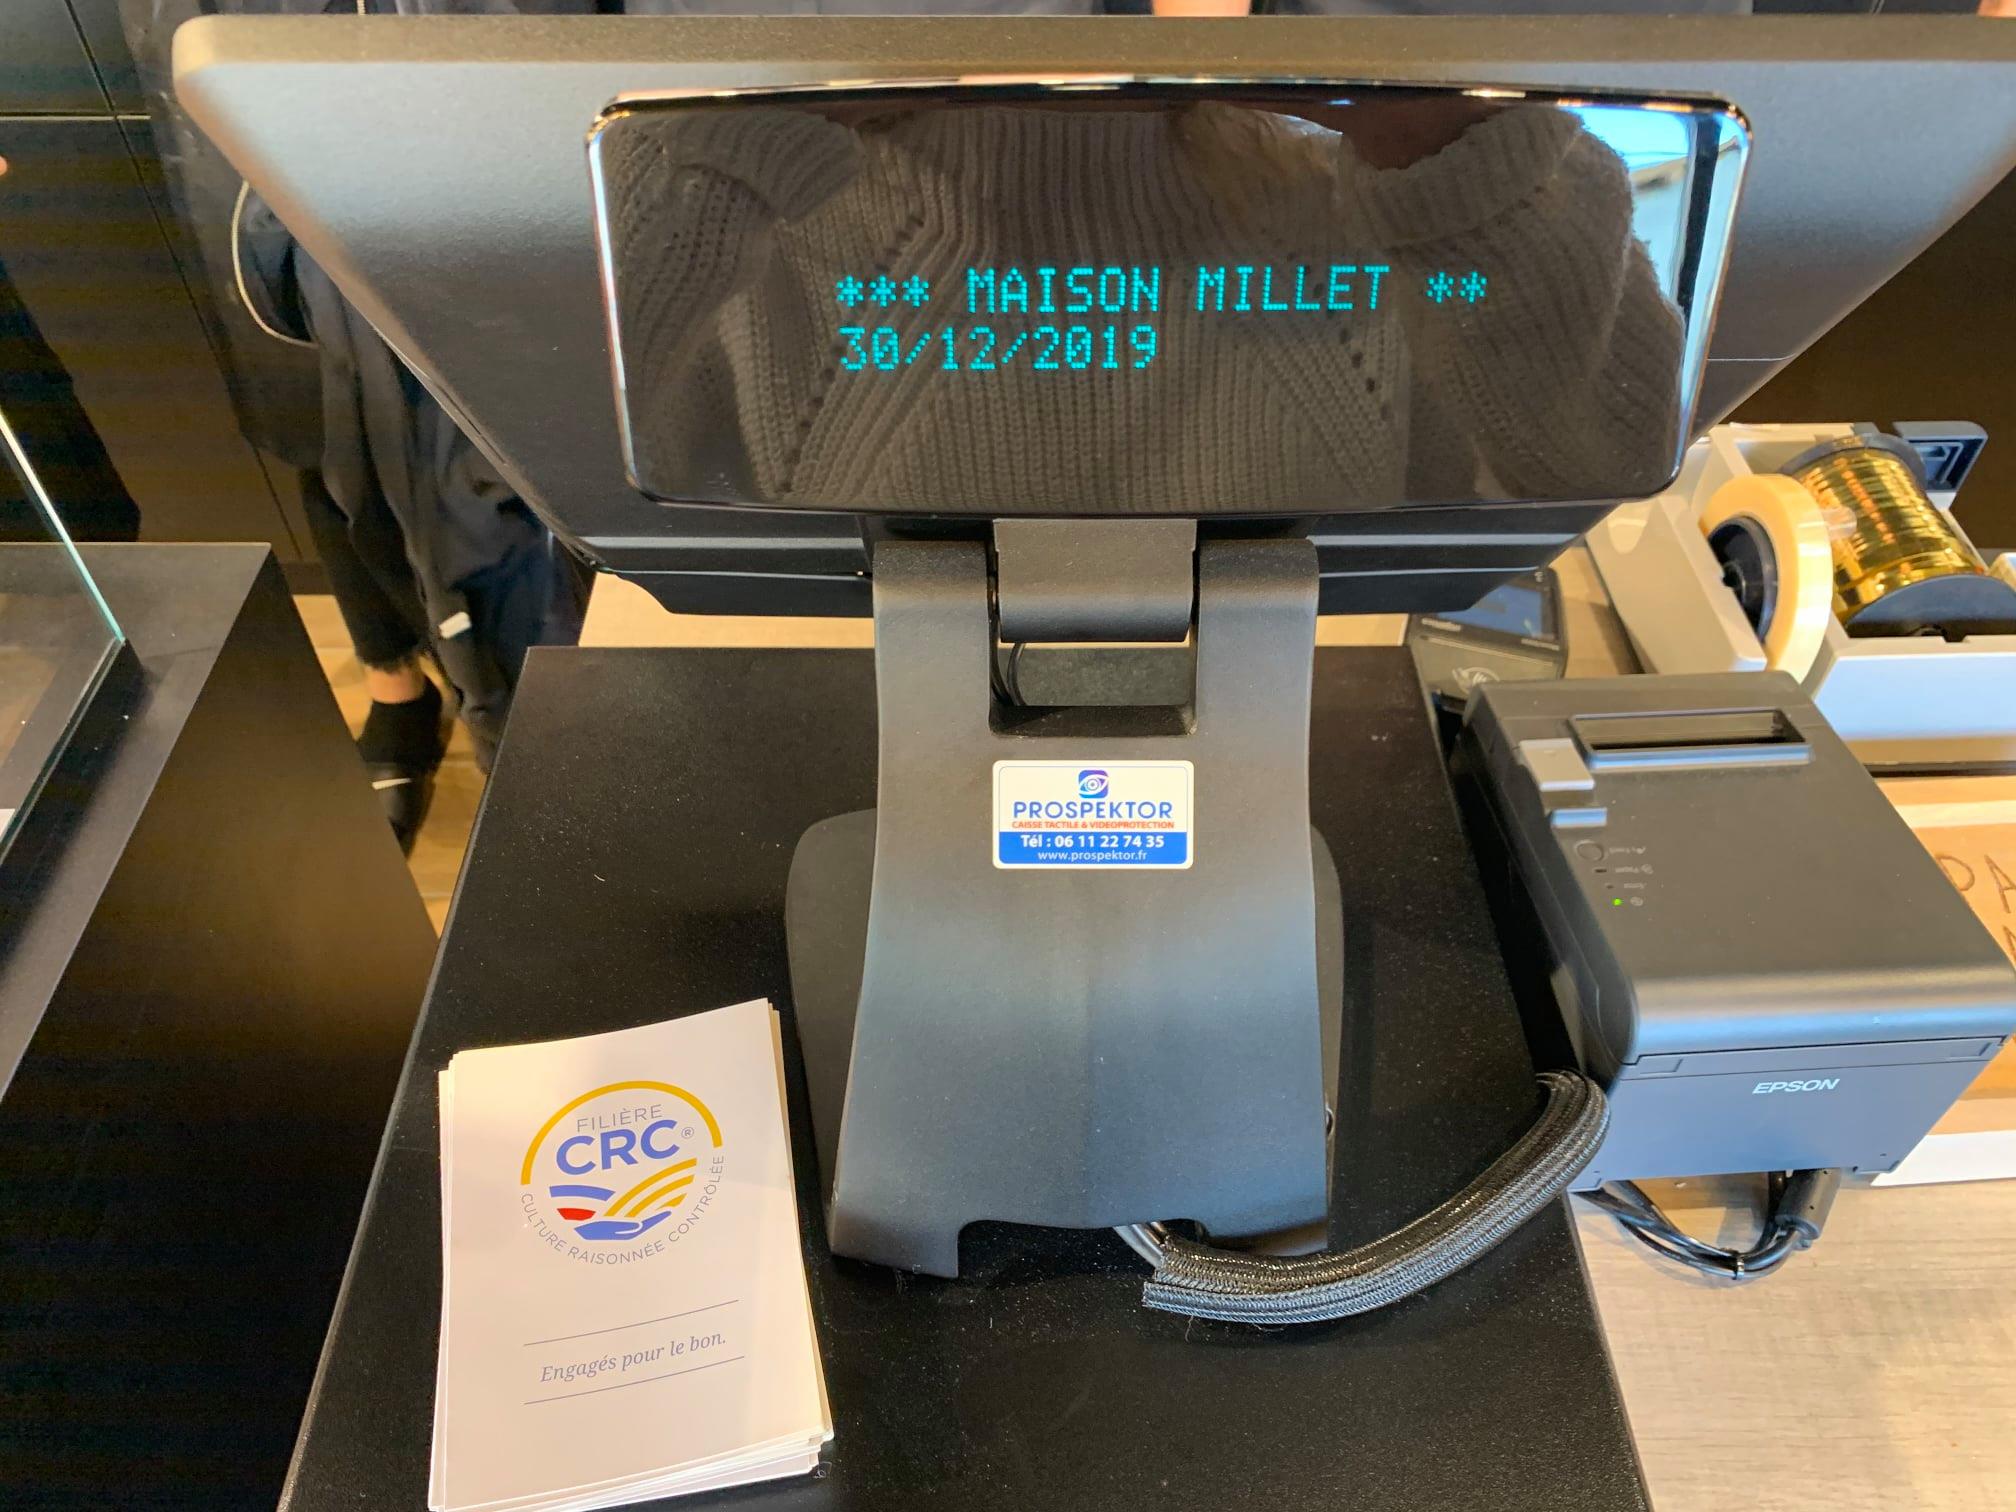 *** MAISON MILLET **
30/12/2019
PROSPEKTOR
CAISSE TACTILE & VIDEOPROTECTION
Tél : 06 11 22 74 35
www.prospektor.fr
EPSON
FILIÈRE
CRC®
CULTURE RAISONNÉE CONTRÔLÉE
Engagés pour le bon.